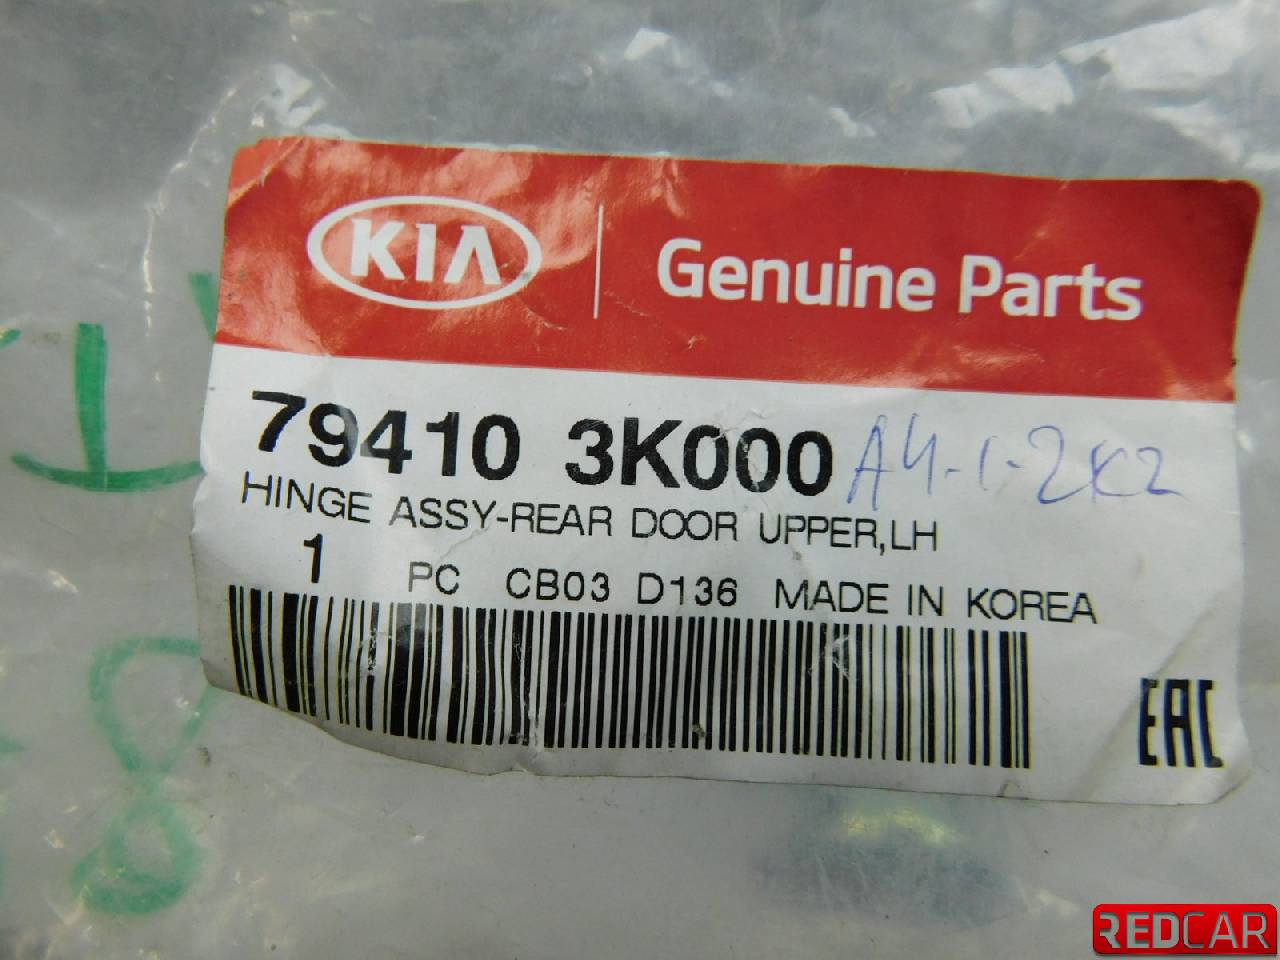 KIA Genuine Parts
79410 3K000 A4-1-2K2
HINGE ASSY-REAR DOOR UPPER,LH
1 PC CB03 D136 MADE IN KOREA
EAC
8
REDCAR